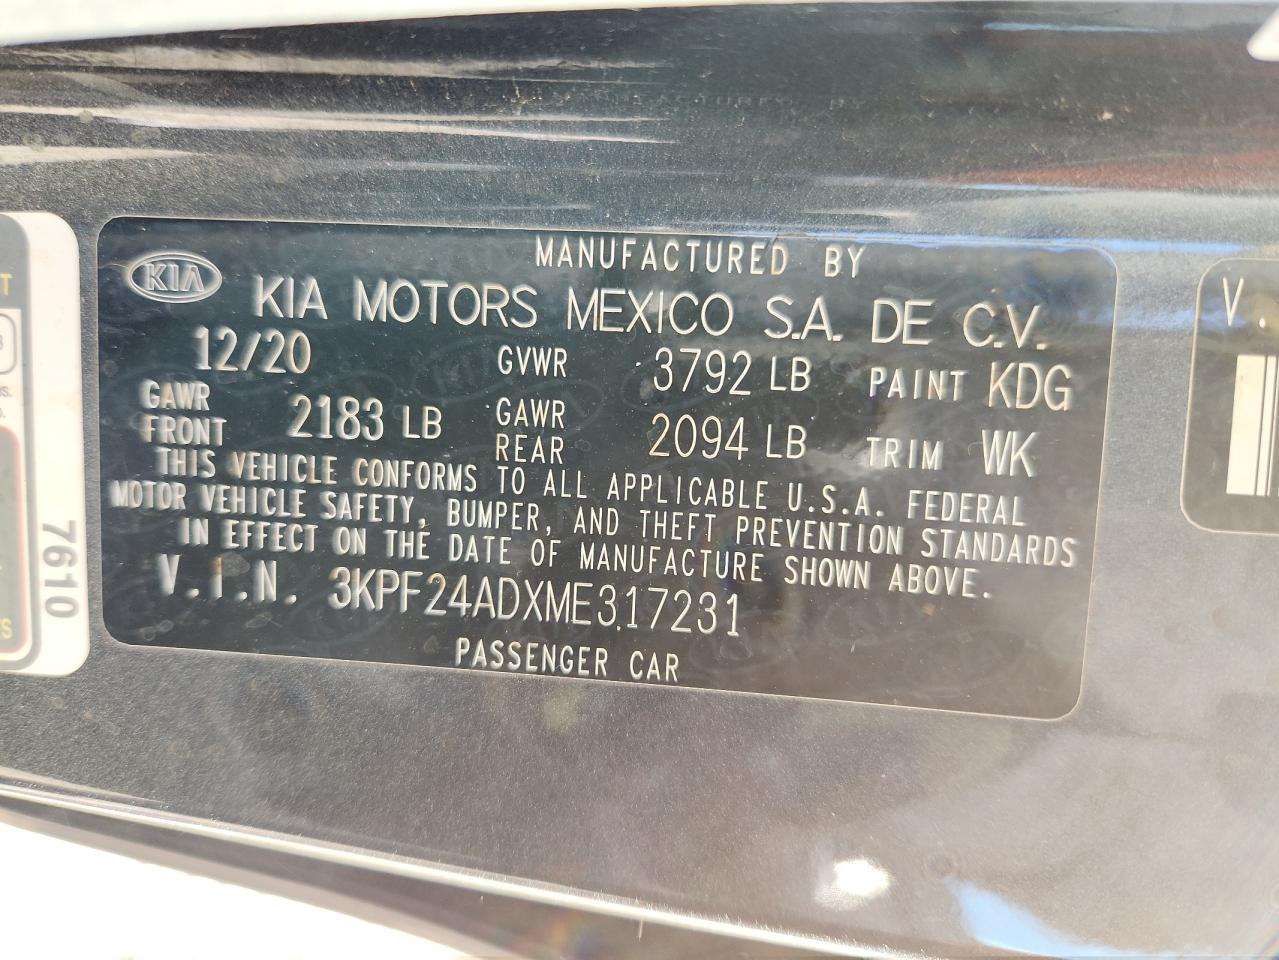 MANUFACTURED BY
KIA KIA MOTORS MEXICO S.A. DE C.V.
12/20 GVWR 3792 LB PAINT KDG
GAWR FRONT 2183 LB GAWR REAR 2094 LB TRIM WK
THIS VEHICLE CONFORMS TO ALL APPLICABLE U.S.A. FEDERAL
MOTOR VEHICLE SAFETY, BUMPER, AND THEFT PREVENTION STANDARDS
IN EFFECT ON THE DATE OF MANUFACTURE SHOWN ABOVE.
V.I.N. 3KPF24ADXME317231
PASSENGER CAR
7610
V.